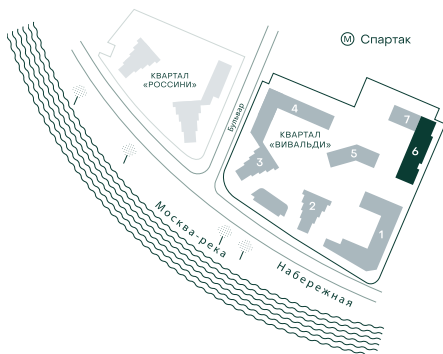 М Спартак
КВАРТАЛ
«РОССИНИ»
Бульвар
4
7
КВАРТАЛ
«ВИВАЛЬДИ»
6
5
3
2
1
Москва-река
Набережная